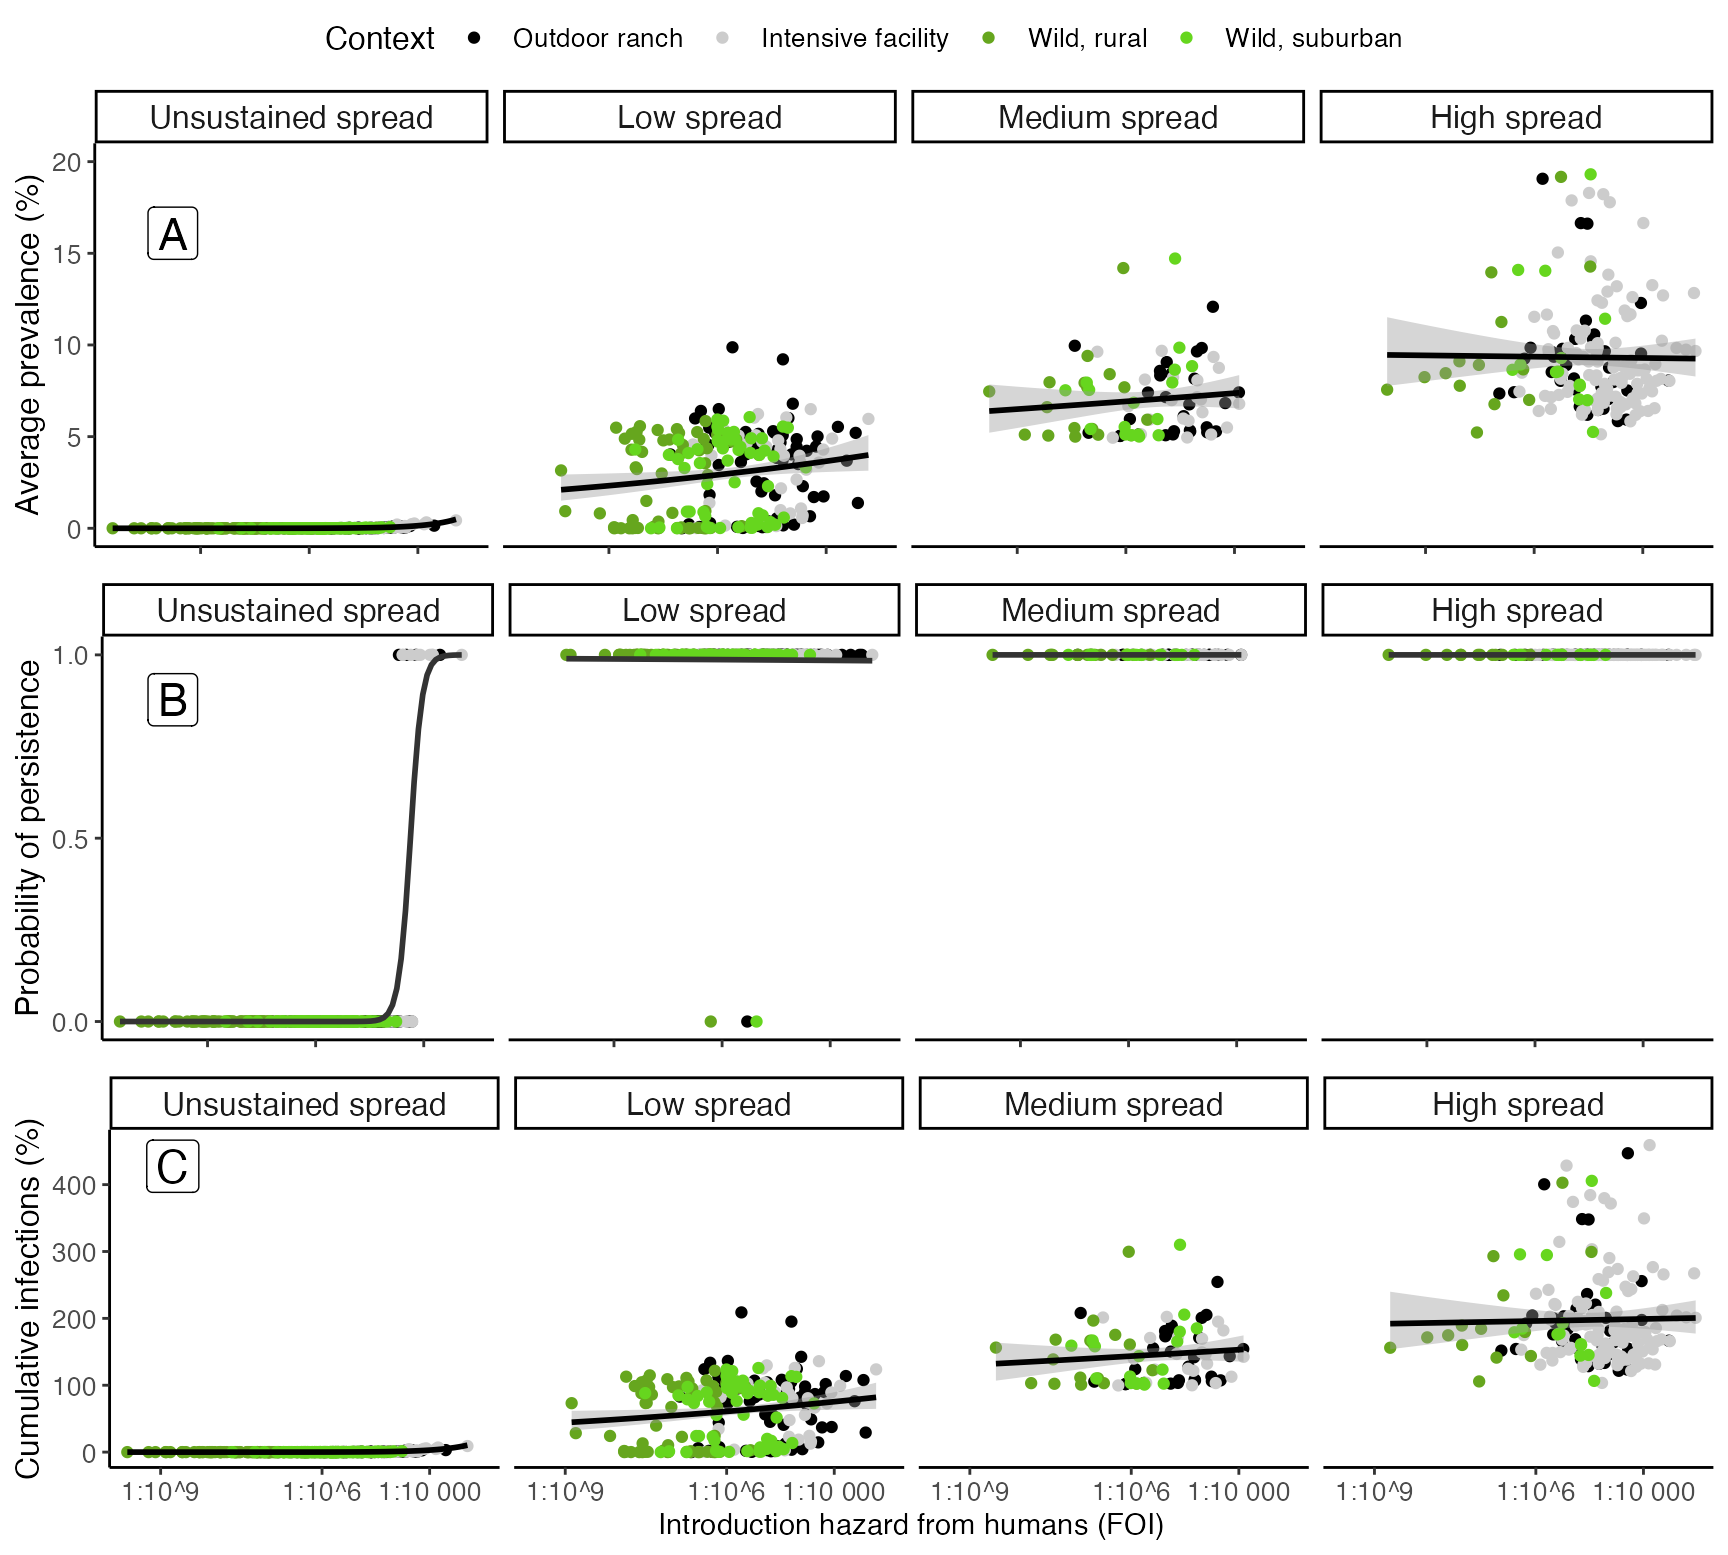 Context Outdoor ranch Intensive facility Wild, rural Wild, suburban
Unsustained spread Low spread Medium spread High spread
Average prevalence (%)
20
15
10
5
0
A
Unsustained spread Low spread Medium spread High spread
Probability of persistence
1.0
0.5
0.0
B
Unsustained spread Low spread Medium spread High spread
Cumulative infections (%)
400
300
200
100
0
C
1:10^9 1:10^6 1:10 000 1:10^9 1:10^6 1:10 000 1:10^9 1:10^6 1:10 000 1:10^9 1:10^6 1:10 000
Introduction hazard from humans (FOI)